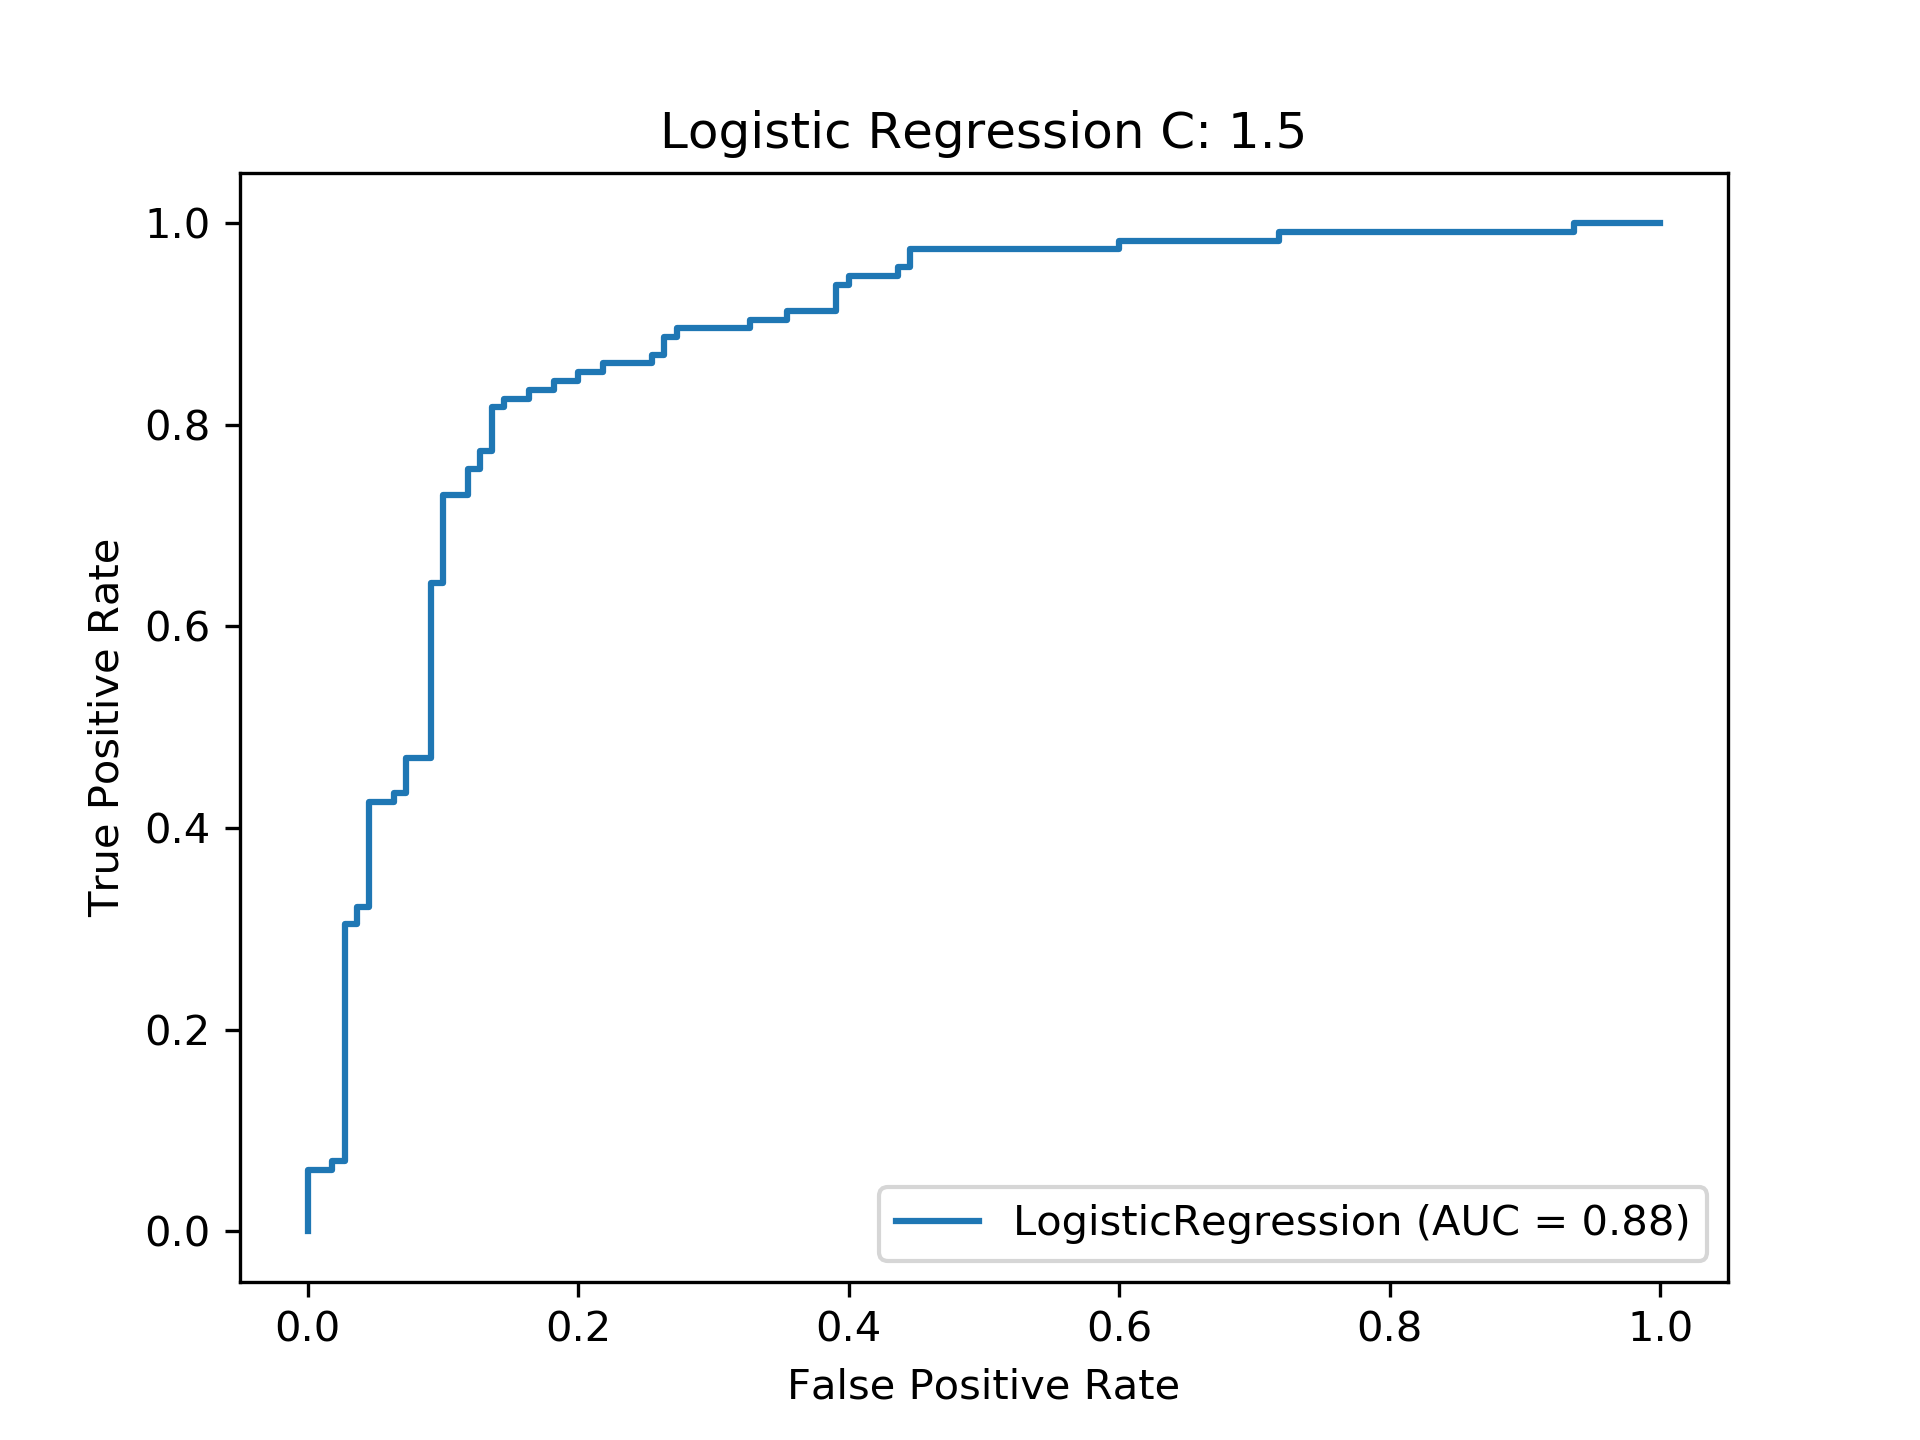 Logistic Regression C: 1.5
1.0
0.8
0.6
0.4
0.2
0.0
True Positive Rate
LogisticRegression (AUC = 0.88)
0.0 0.2 0.4 0.6 0.8 1.0
False Positive Rate